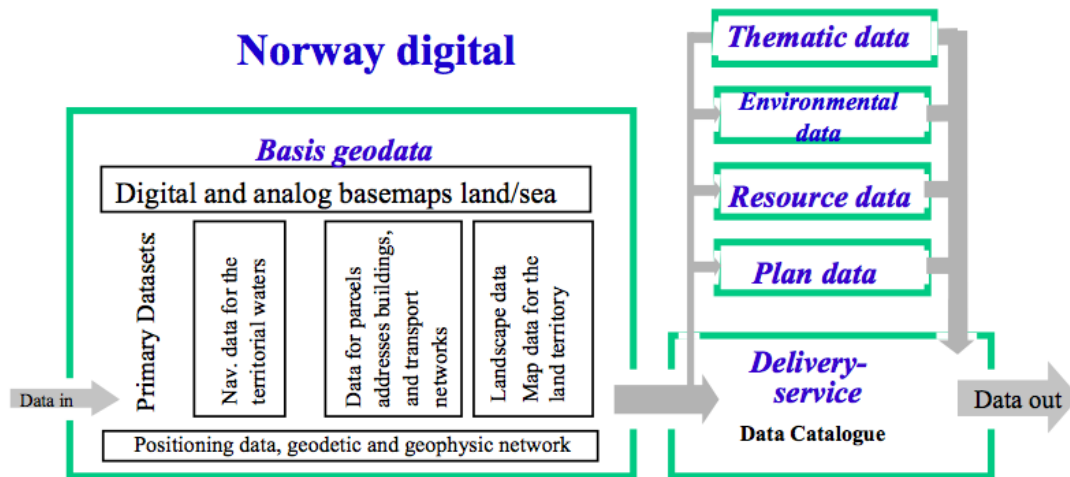 Norway digital
Basis geodata
Digital and analog basemaps land/sea
Primary Datasets:
Nav. data for the
territorial waters
Data for parcels
addresses buildings,
and transport
networks
Landscape data
Map data for the
land territory
Positioning data, geodetic and geophysic network
Data in
Thematic data
Environmental
data
Resource data
Plan data
Delivery-
service
Data Catalogue
Data out